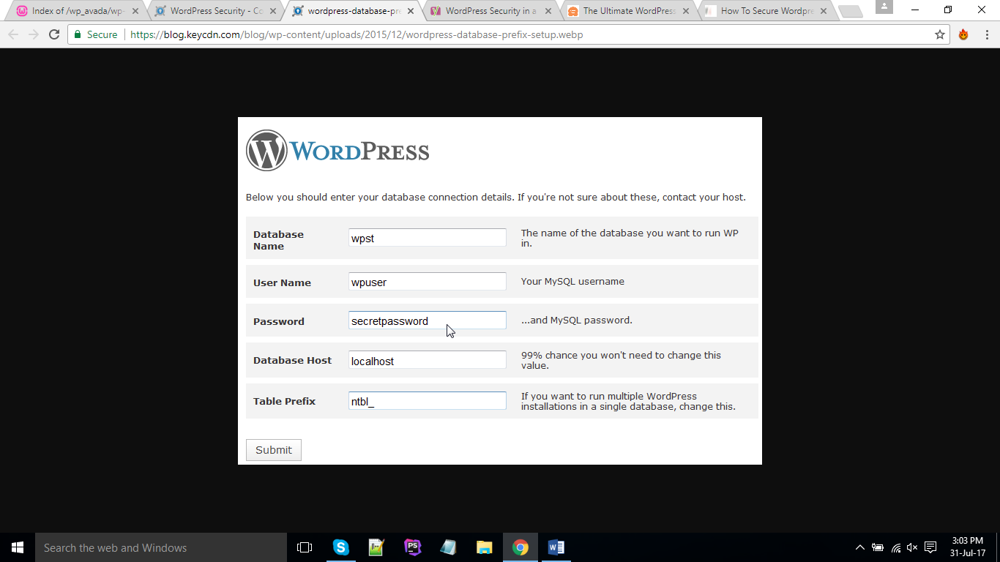 Index of /wp_avada/wp-
WordPress Security - Co
wordpress-database-pre
WordPress Security in a
The Ultimate WordPress
How To Secure Wordpre
Secure
https://blog.keycdn.com/blog/wp-content/uploads/2015/12/wordpress-database-prefix-setup.webp
WORDPRESS
Below you should enter your database connection details. If you're not sure about these, contact your host.
Database
Name
wpst
The name of the database you want to run WP
in.
User Name
wpuser
Your MySQL username
Password
secretpassword
...and MySQL password.
Database Host
localhost
99% chance you won't need to change this
value.
Table Prefix
ntbl_
If you want to run multiple WordPress
installations in a single database, change this.
Submit
Search the web and Windows
3:03 PM
31-Jul-17